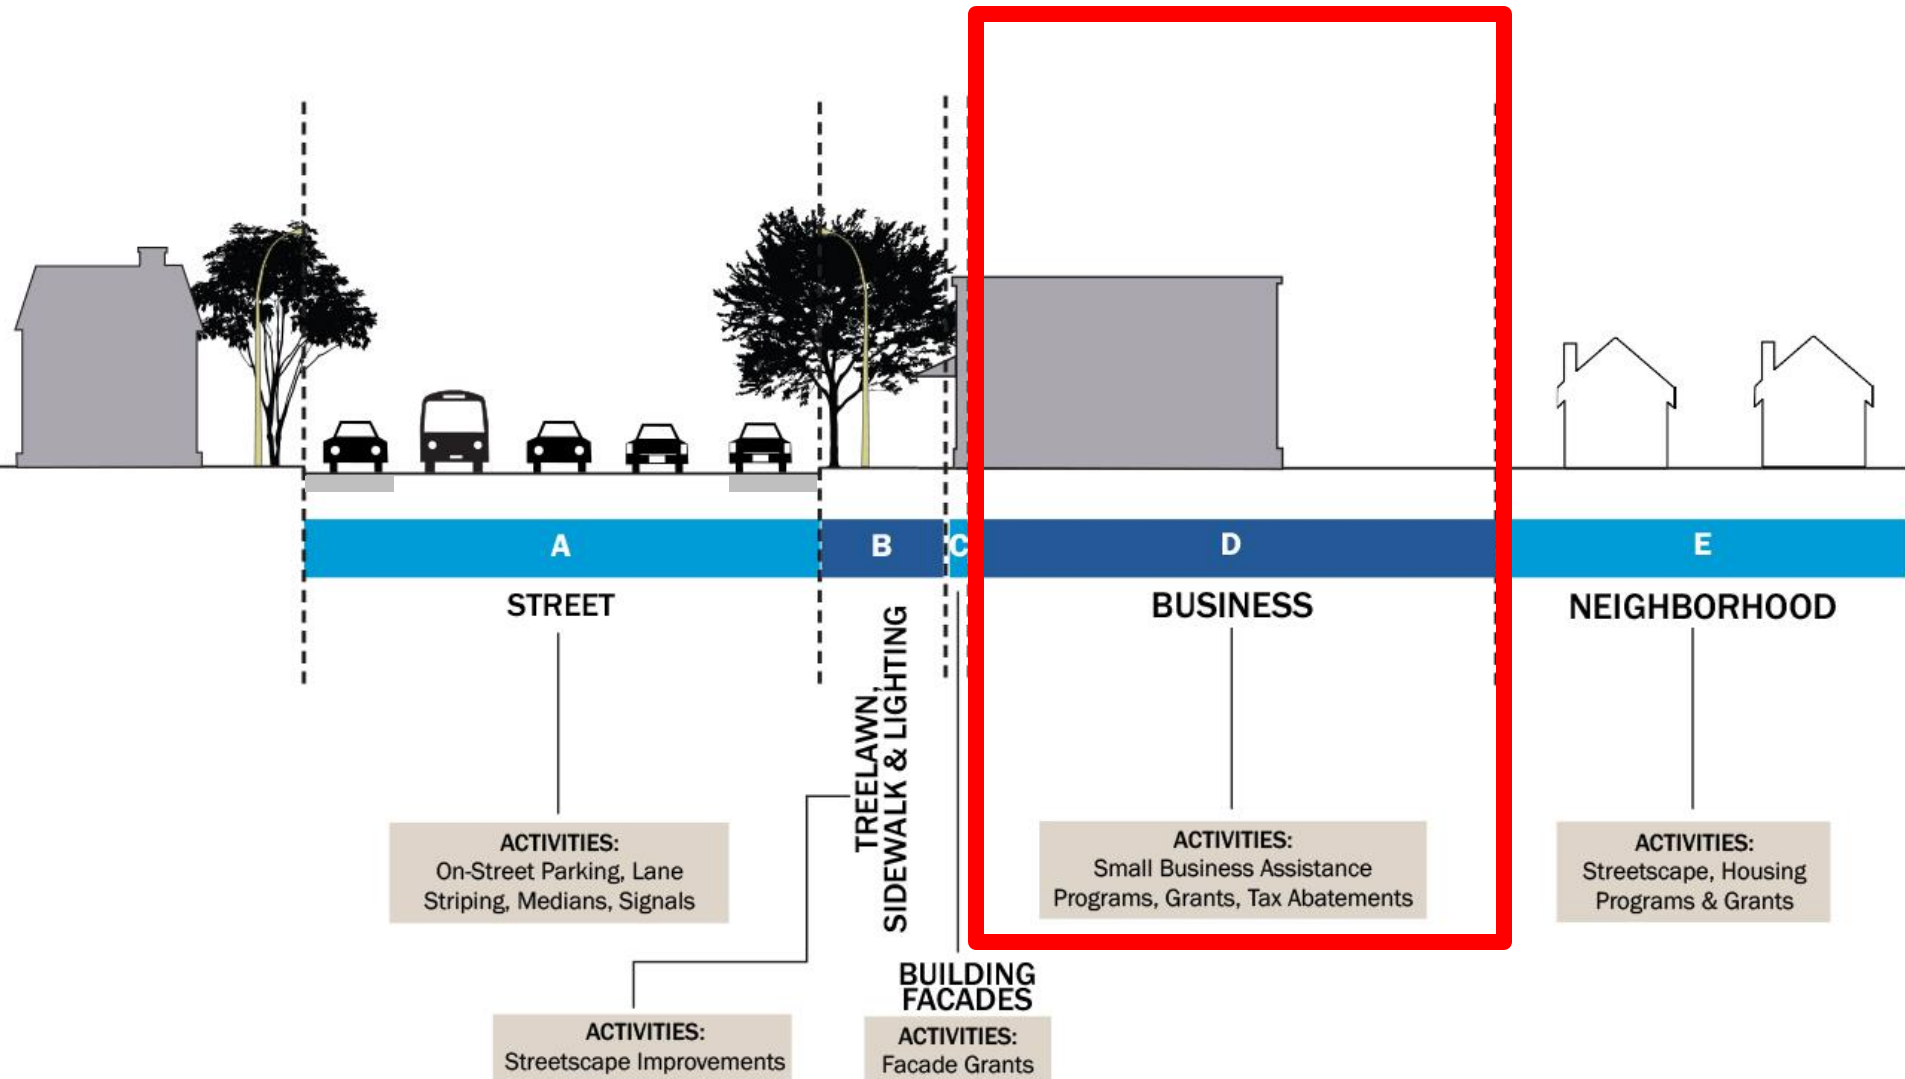 A
B
C
D
E
STREET
TREELAWN,
SIDEWALK & LIGHTING
BUSINESS
NEIGHBORHOOD
ACTIVITIES:
On-Street Parking, Lane
Striping, Medians, Signals
ACTIVITIES:
Small Business Assistance
Programs, Grants, Tax Abatements
ACTIVITIES:
Streetscape, Housing
Programs & Grants
BUILDING
FACADES
ACTIVITIES:
Streetscape Improvements
ACTIVITIES:
Facade Grants